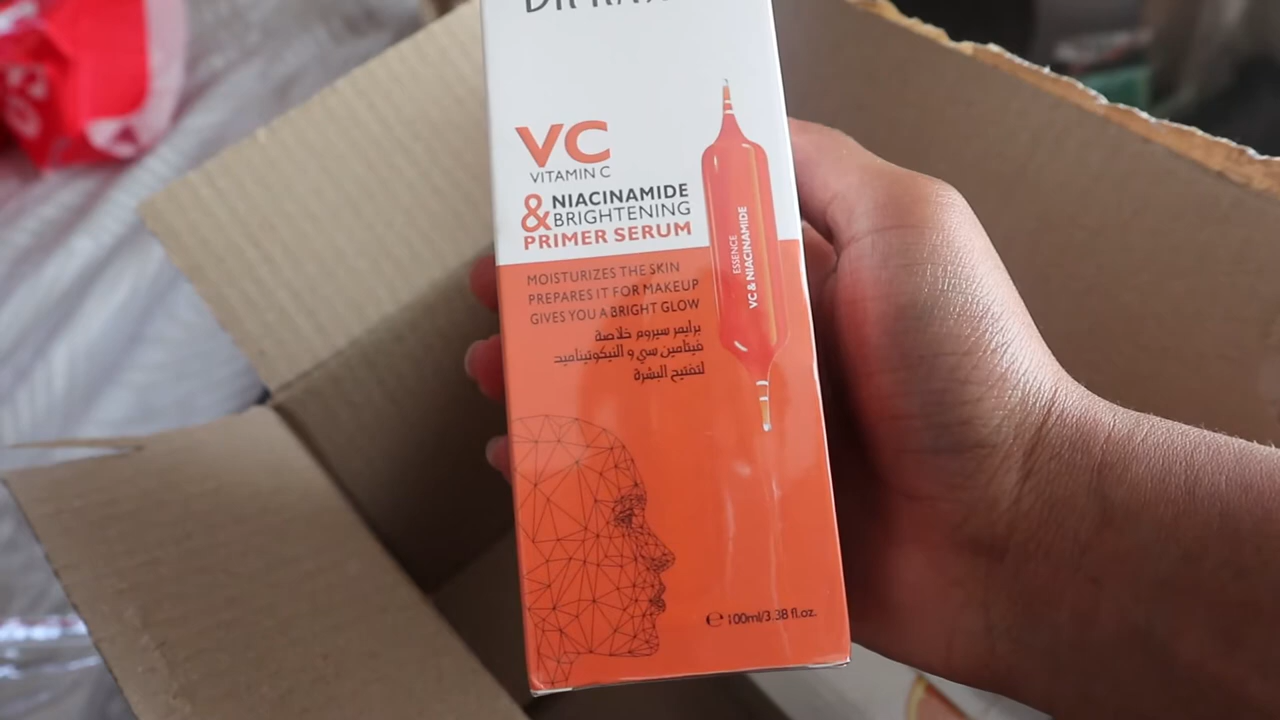 VC
VITAMIN C
& NIACINAMIDE
BRIGHTENING
PRIMER SERUM
MOISTURIZES THE SKIN
PREPARES IT FOR MAKEUP
GIVES YOU A BRIGHT GLOW
برايمر سيروم خلاصة
فيتامين سي و النيكوتيناميد
لتفتيح البشرة
ESSENCE
VC & NIACINAMIDE
℮ 100ml/3.38 fl.oz.